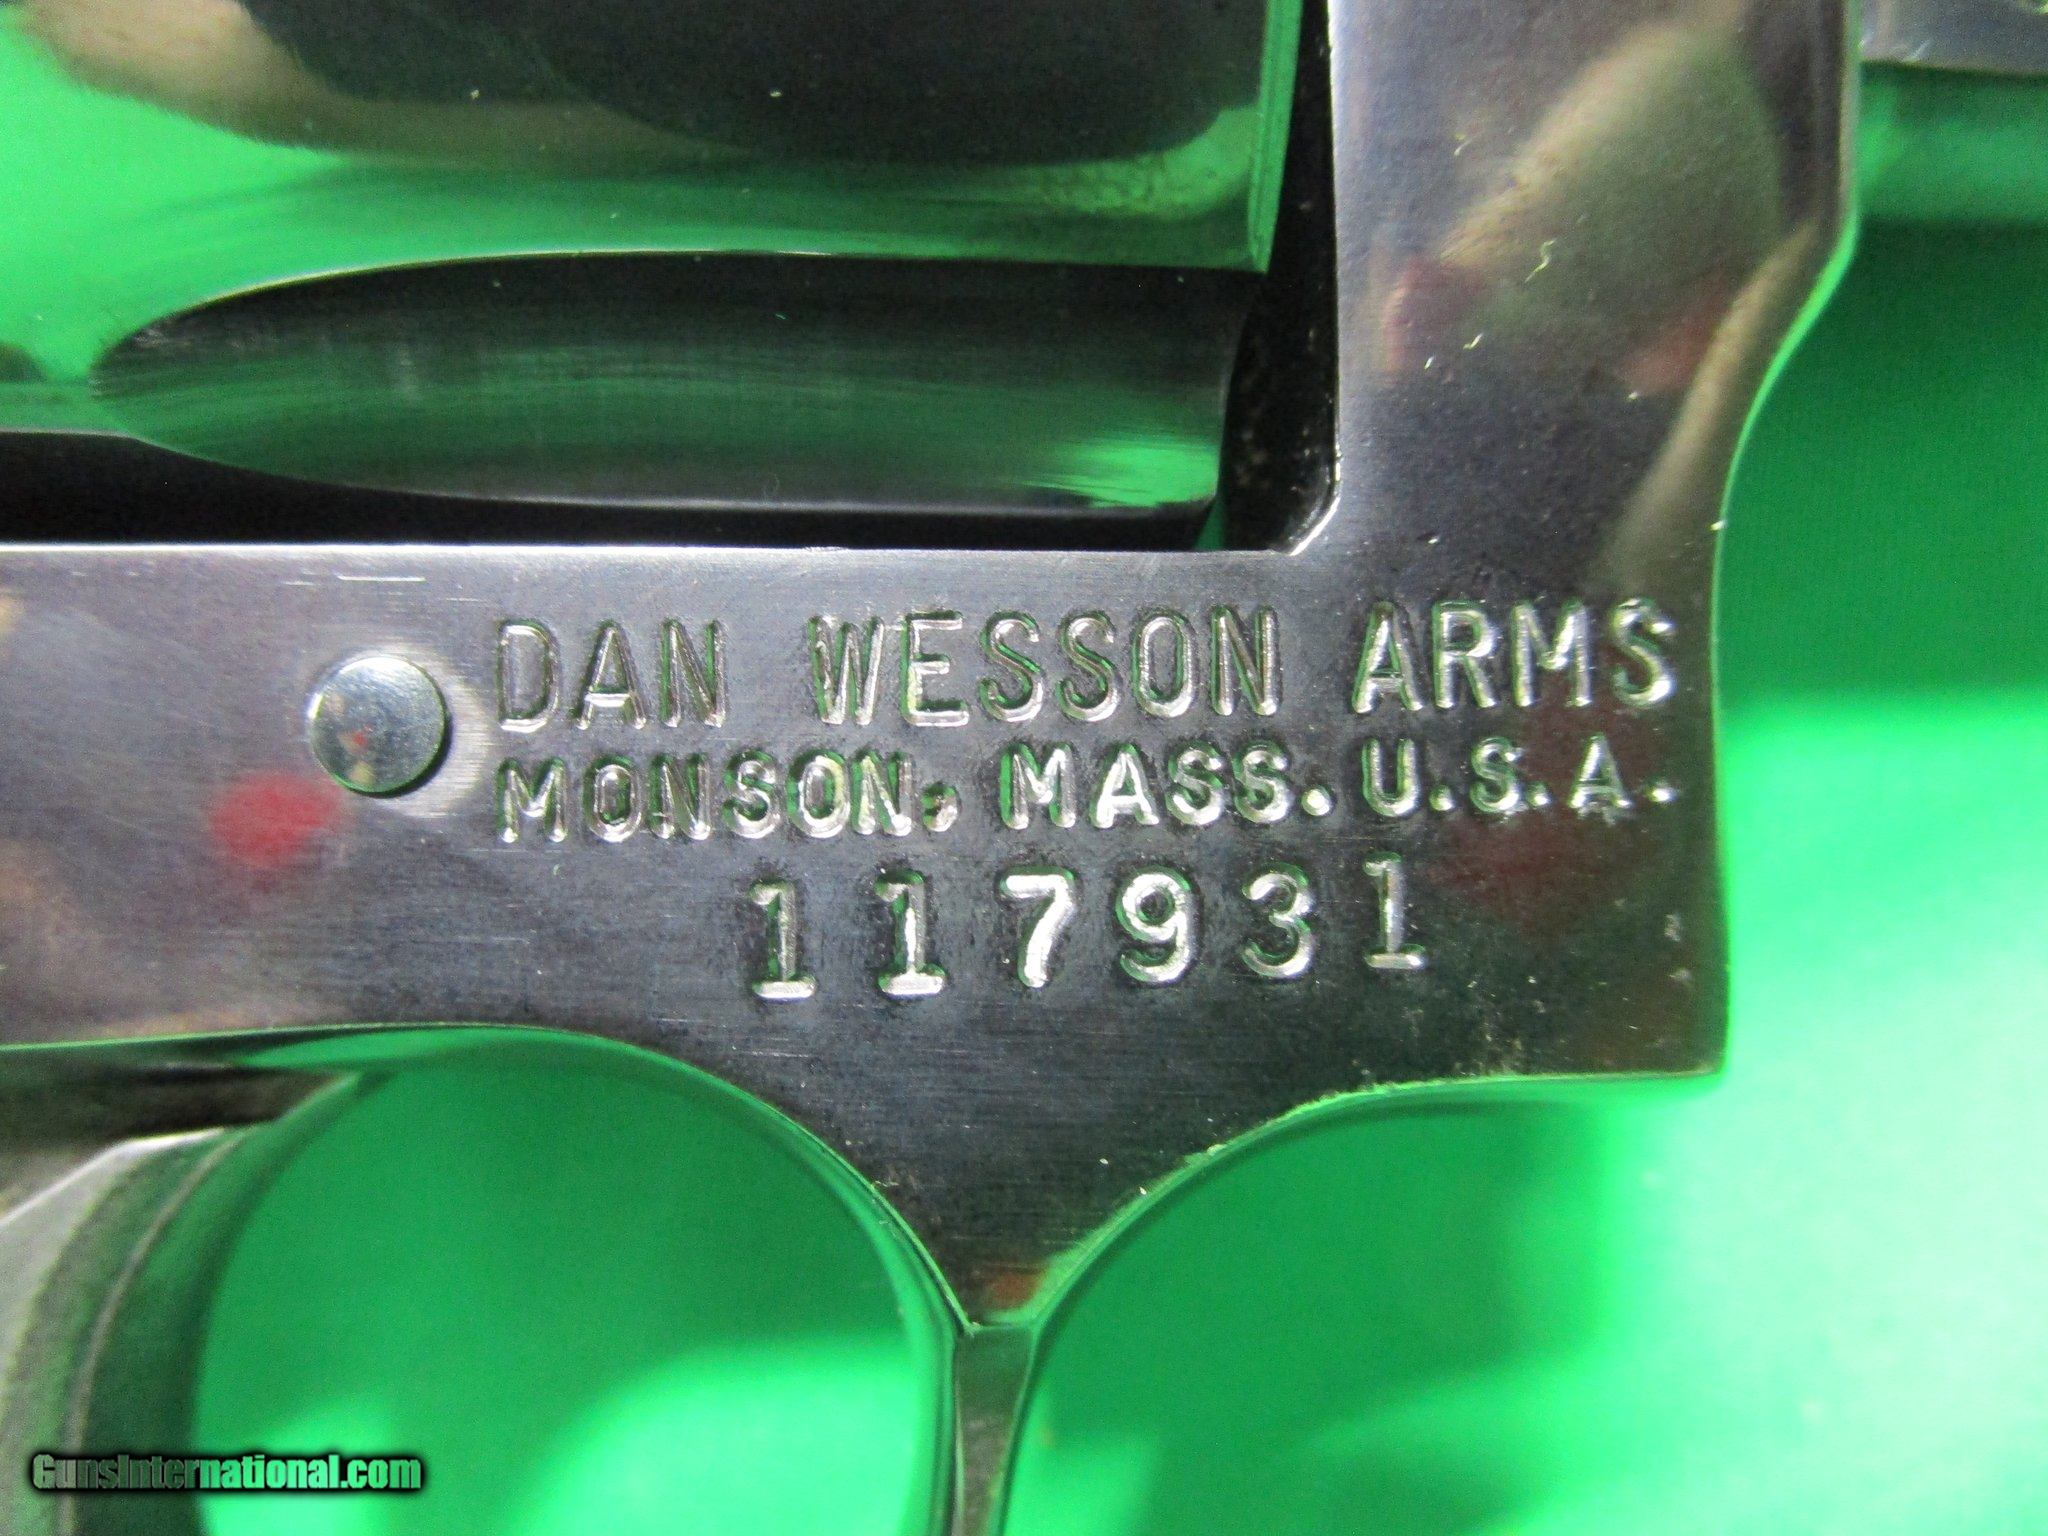 DAN WESSON ARMS
MONSON, MASS. U.S.A.
117931
GunsInternational.com